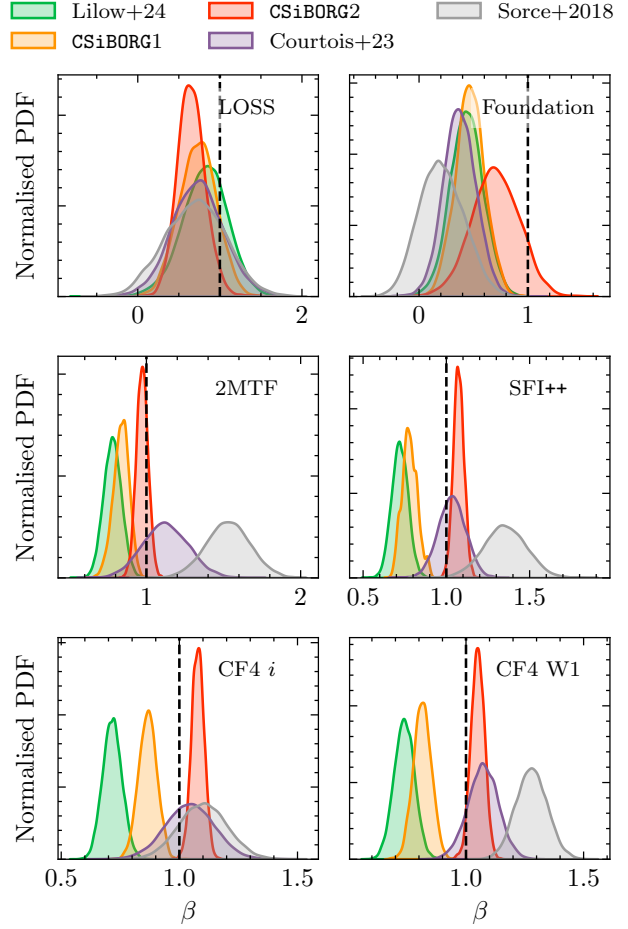 Lilow+24
CSiBORG2
Sorce+2018
CSiBORG1
Courtois+23
Normalised PDF
LOSS
Foundation
0
2
0
1
Normalised PDF
2MTF
SFI++
1
2
0.5
1.0
1.5
Normalised PDF
CF4 i
CF4 W1
0.5
1.0
1.5
1.0
1.5
β
β